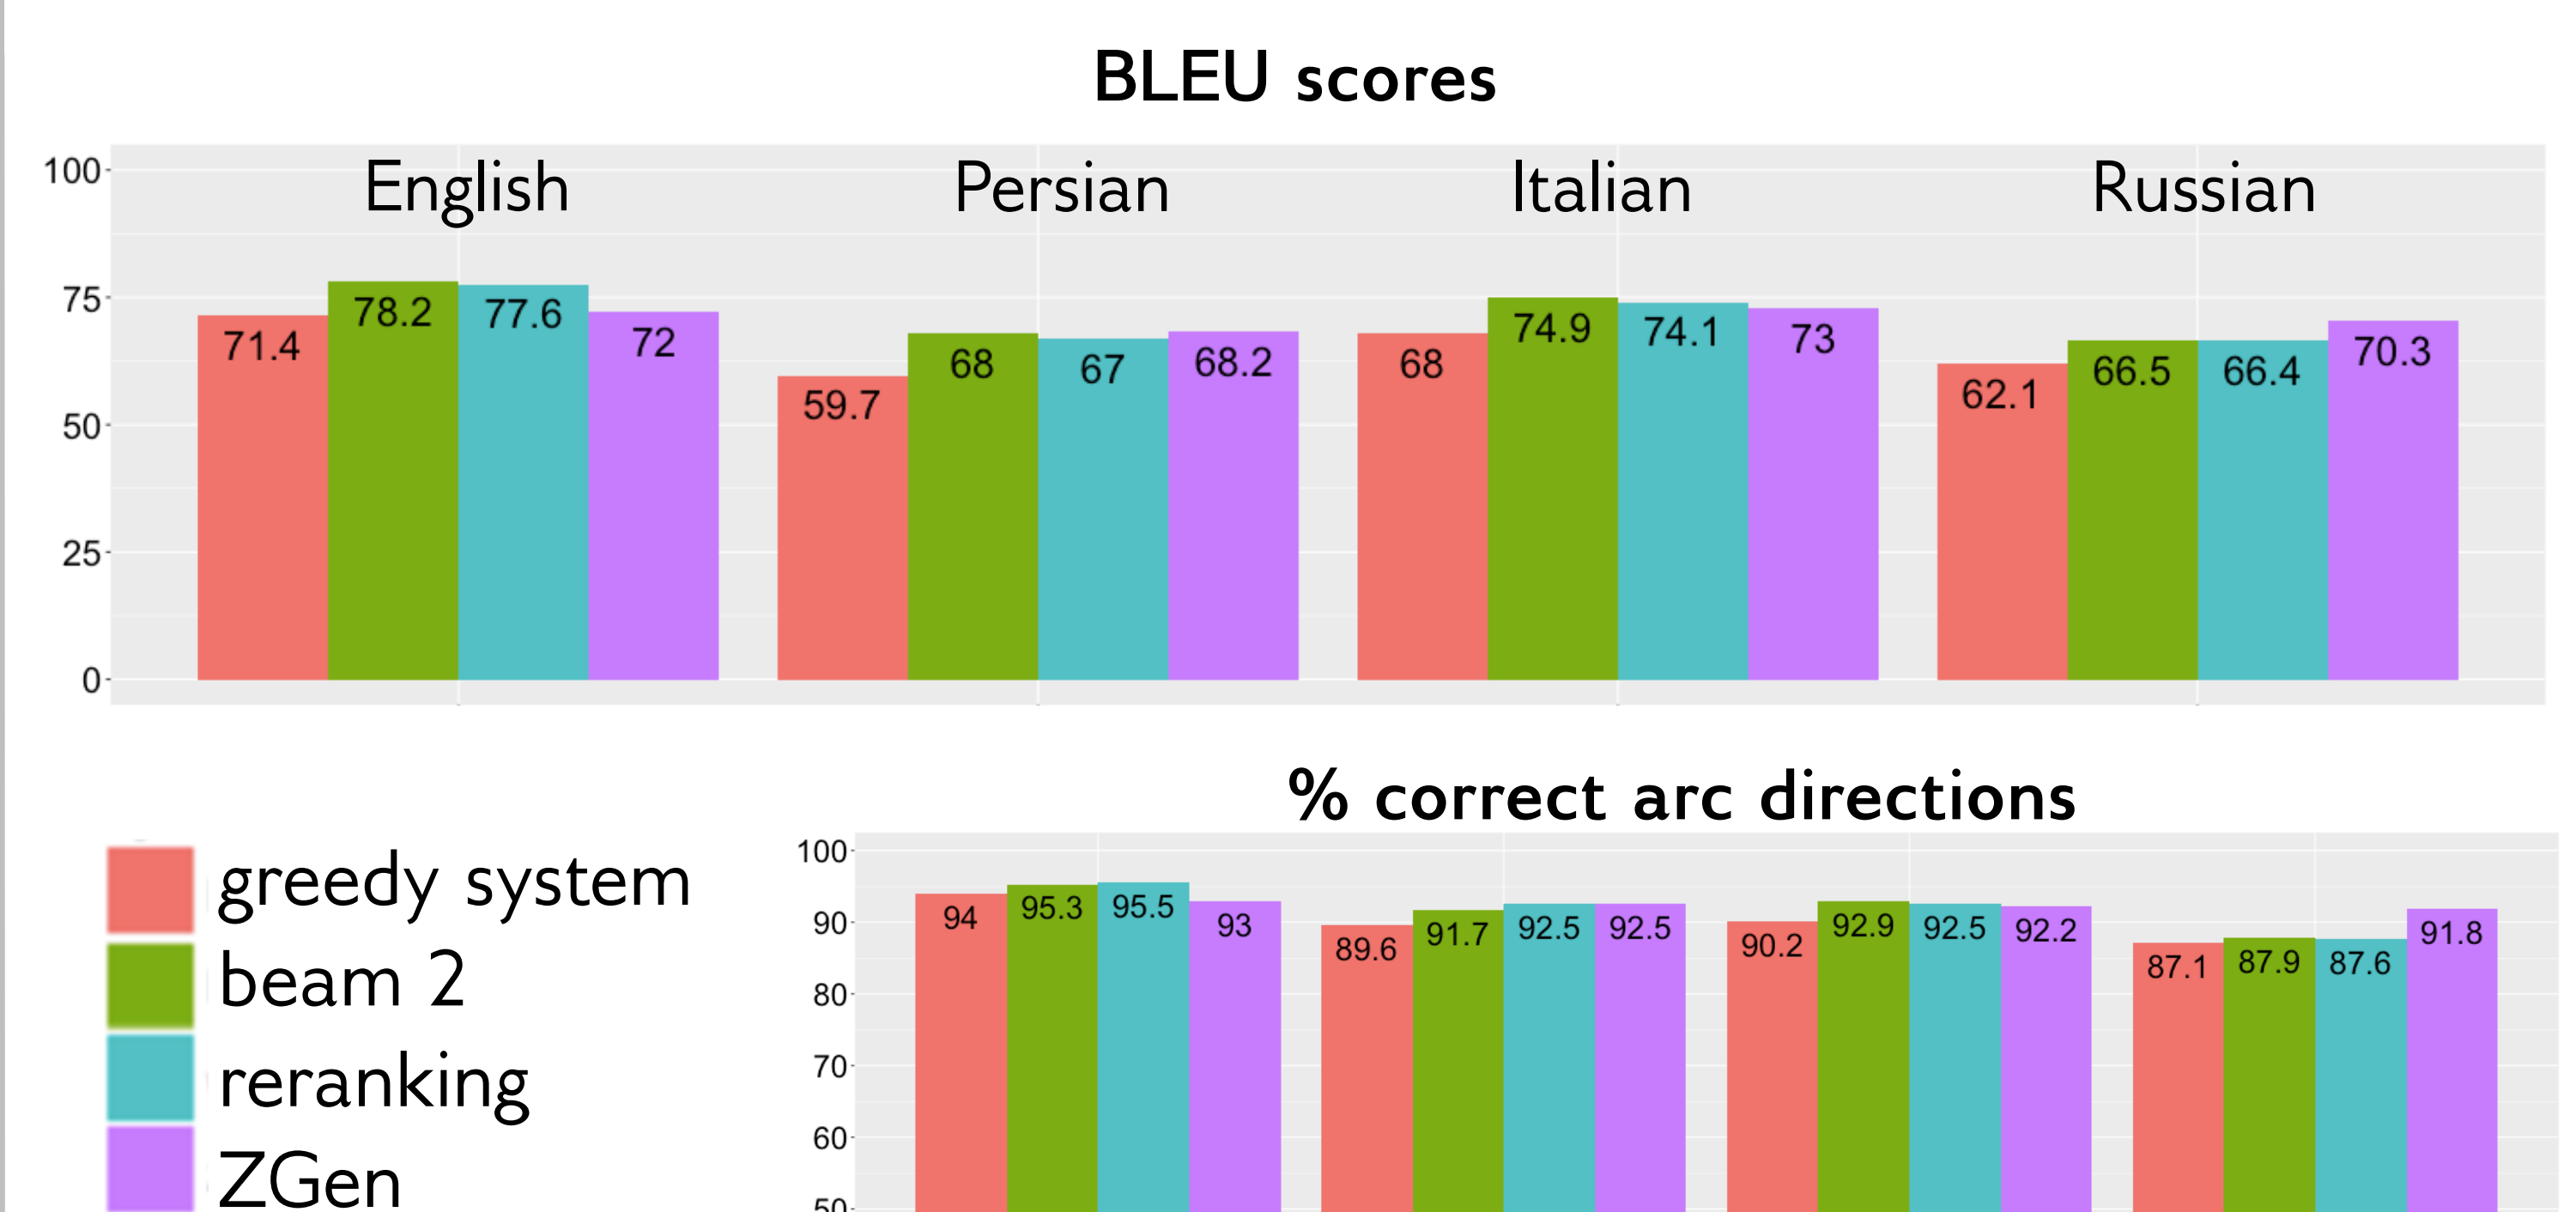 BLEU scores
English Persian Italian Russian
100
75
50
25
0
71.4 78.2 77.6 72 59.7 68 67 68.2 68 74.9 74.1 73 62.1 66.5 66.4 70.3
% correct arc directions
greedy system
beam 2
reranking
ZGen
100
90
80
70
60
50
94 95.3 95.5 93 89.6 91.7 92.5 92.5 90.2 92.9 92.5 92.2 87.1 87.9 87.6 91.8